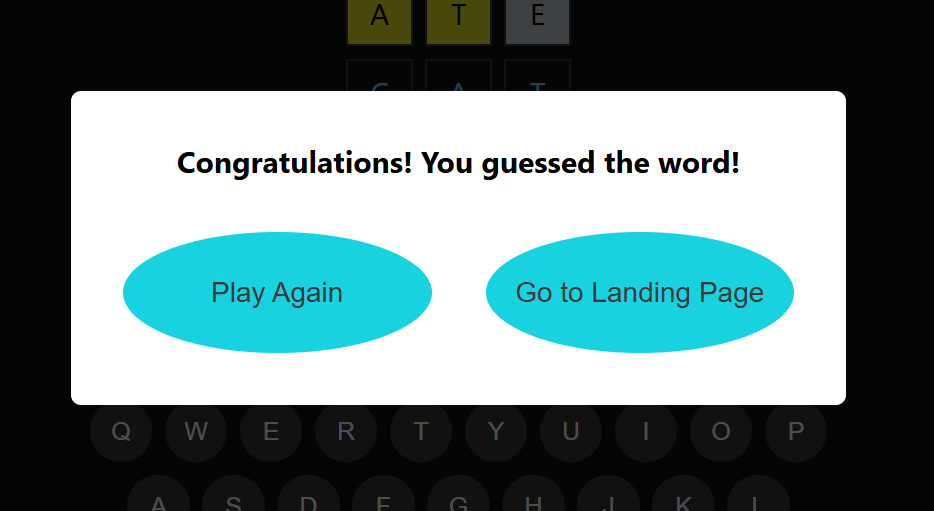 A T E
C A T
Congratulations! You guessed the word!
Play Again Go to Landing Page
Q W E R T Y U I O P
A S D F G H J K L